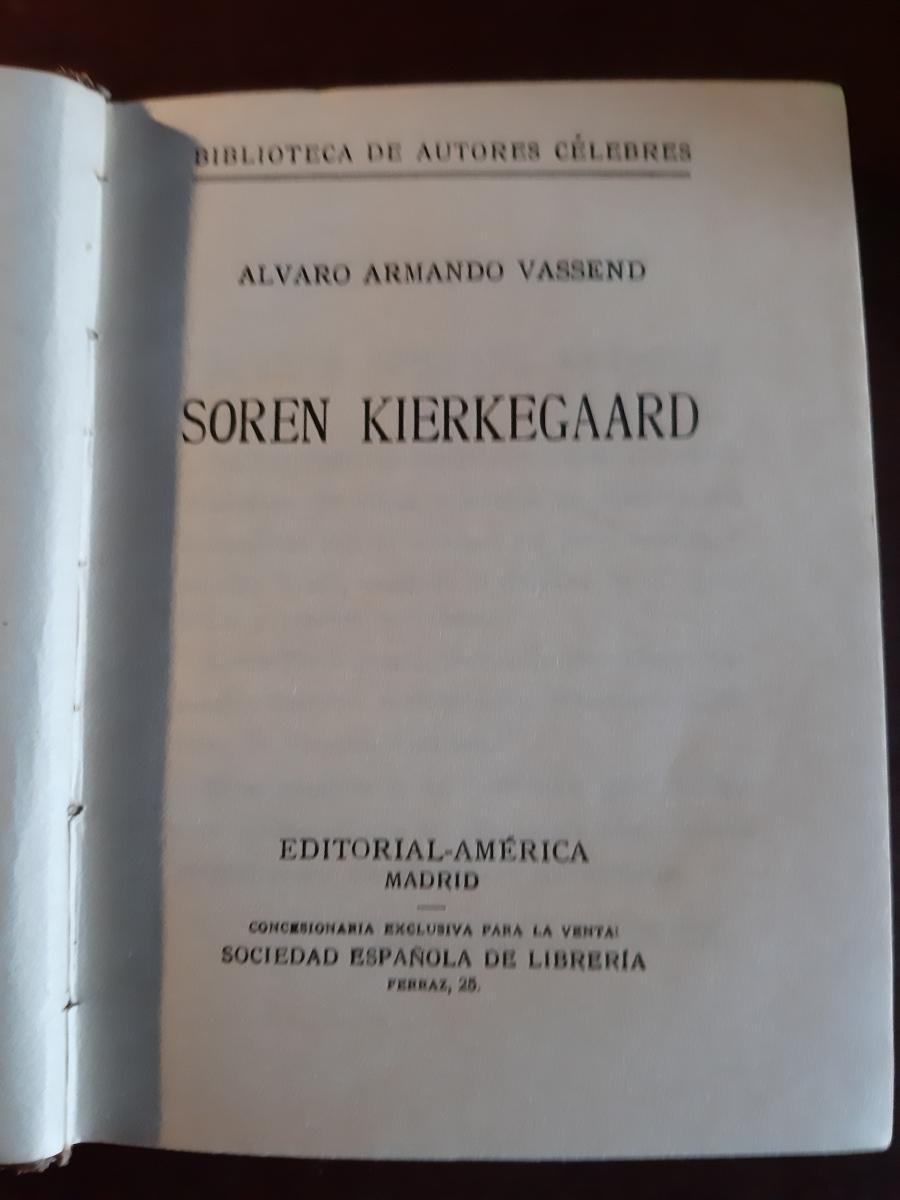 BIBLIOTECA DE AUTORES CÉLEBRES
ALVARO ARMANDO VASSEND
SOREN KIERKEGAARD
EDITORIAL-AMÉRICA
MADRID
CONCESIONARIA EXCLUSIVA PARA LA VENTA:
SOCIEDAD ESPAÑOLA DE LIBRERÍA
FERRAZ, 25.